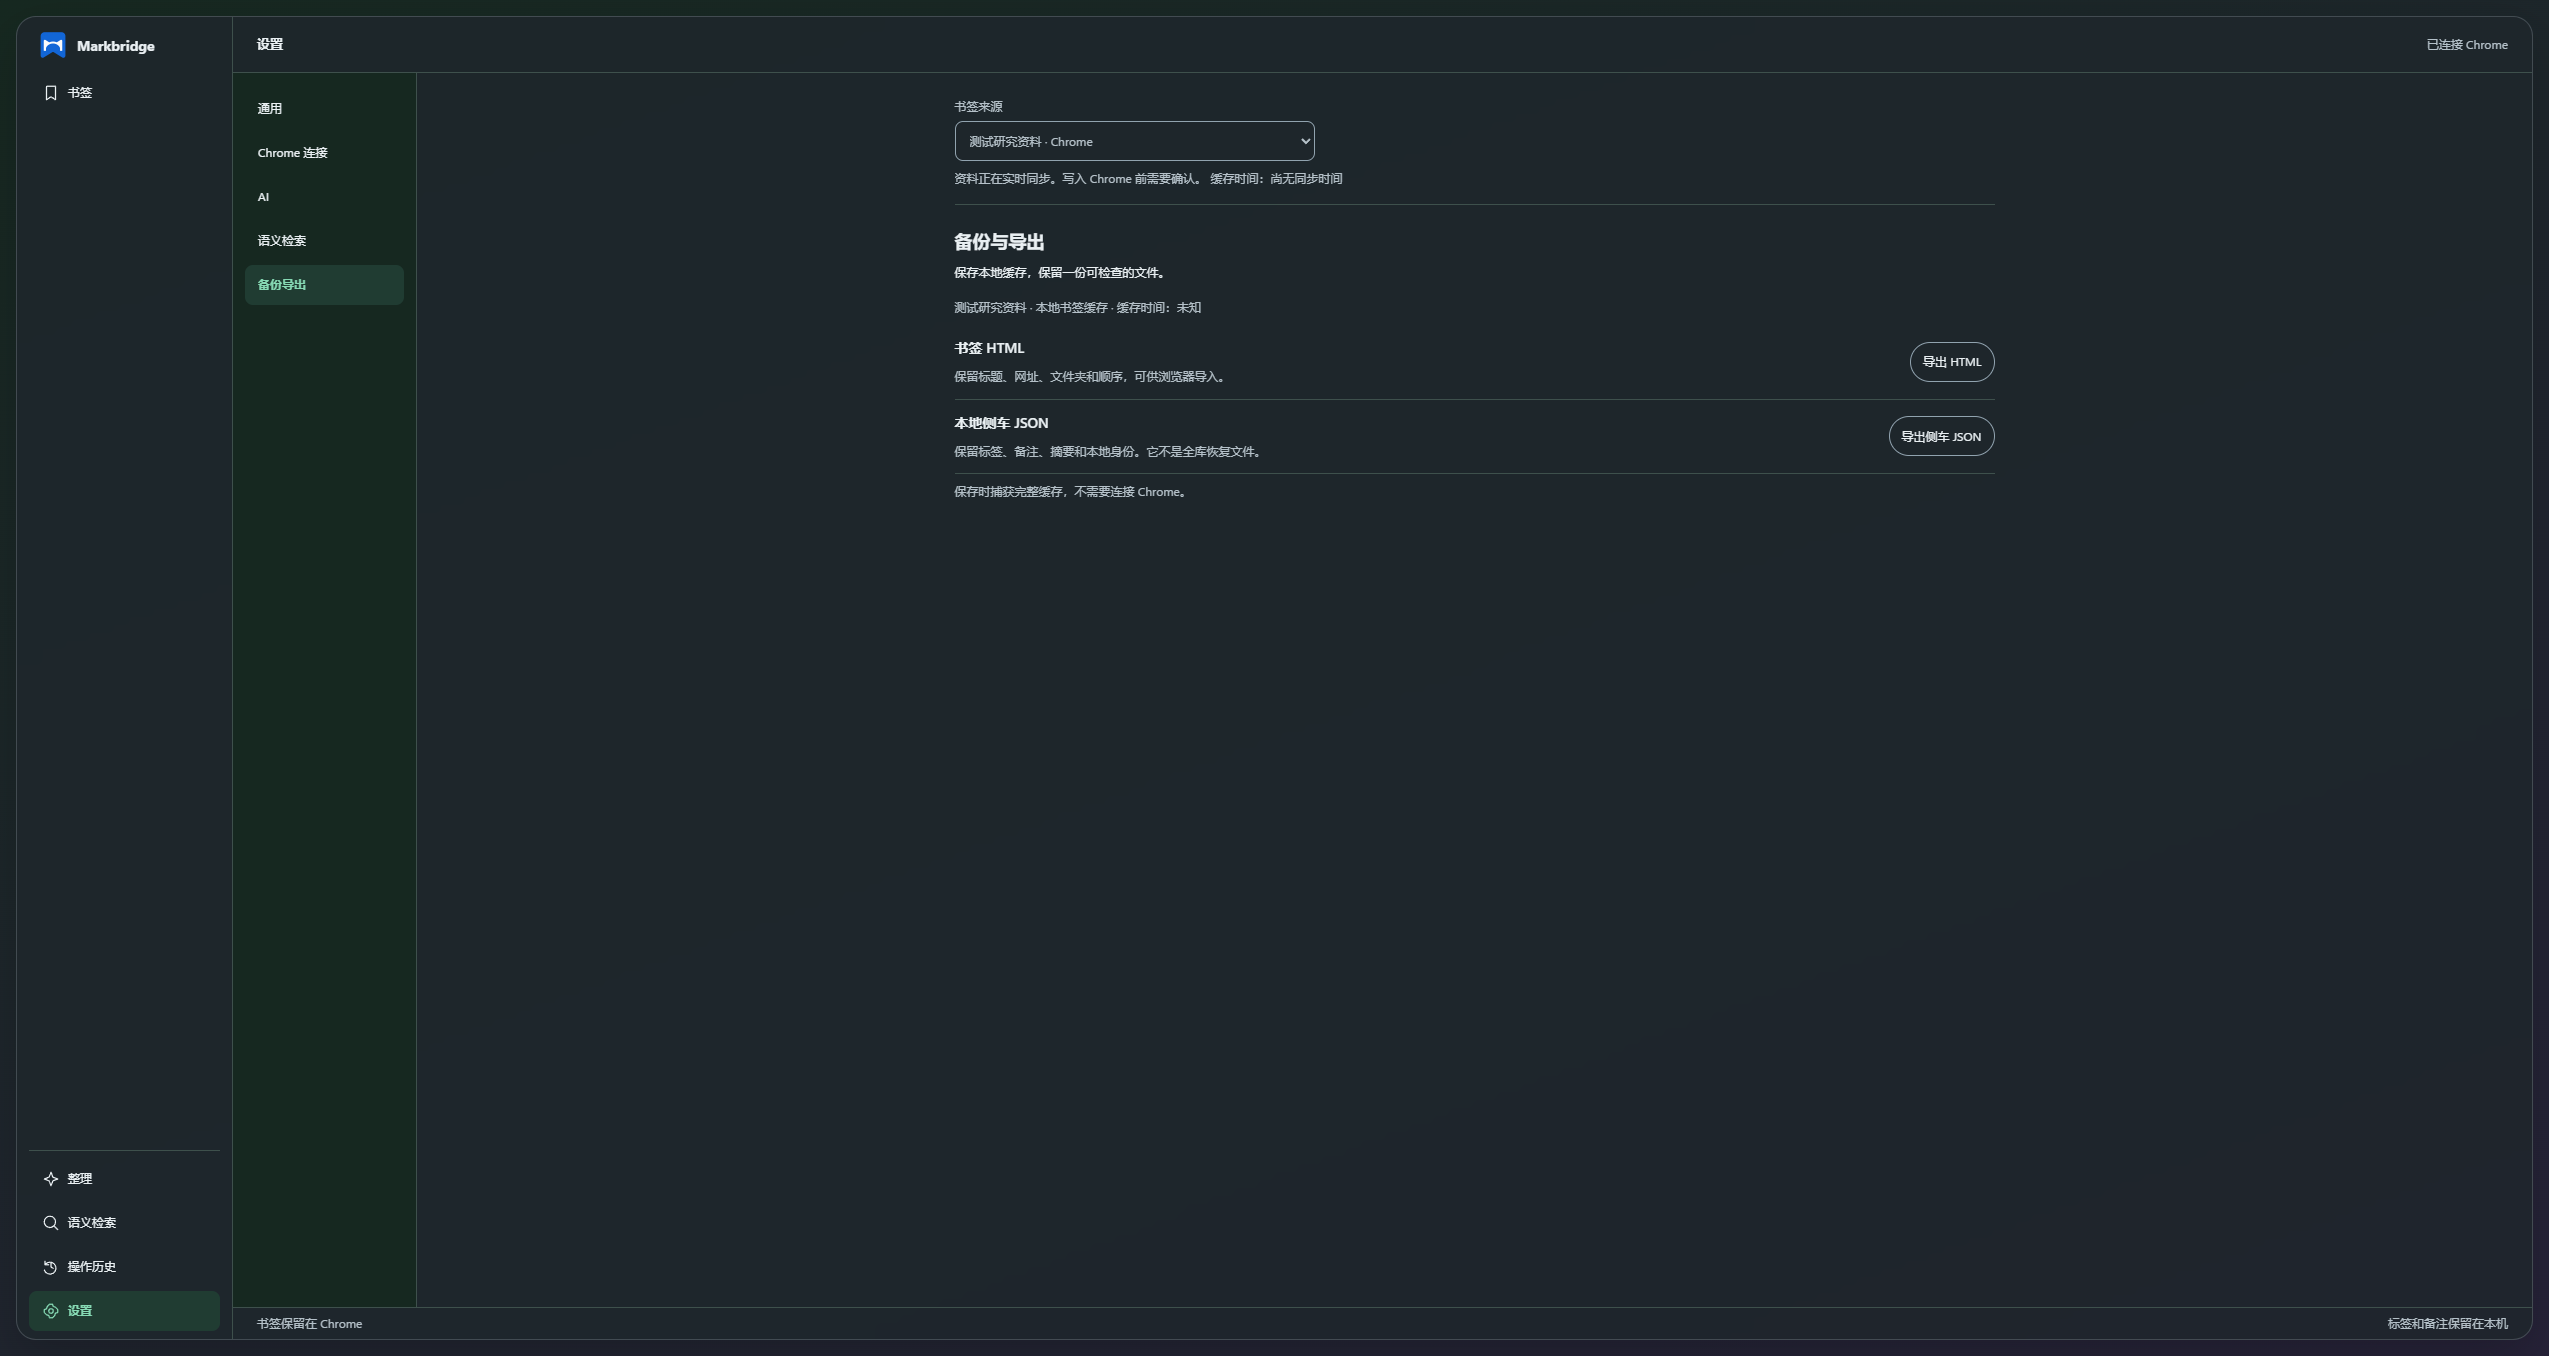 Markbridge
书签
整理
语义检索
操作历史
设置
设置
已连接 Chrome
通用
Chrome 连接
AI
语义检索
备份导出
书签来源
测试研究资料 · Chrome
资料正在实时同步。写入 Chrome 前需要确认。 缓存时间：尚无同步时间
备份与导出
保存本地缓存，保留一份可检查的文件。
测试研究资料 · 本地书签缓存 · 缓存时间：未知
书签 HTML
保留标题、网址、文件夹和顺序，可供浏览器导入。
导出 HTML
本地侧车 JSON
保留标签、备注、摘要和本地身份。它不是全库恢复文件。
导出侧车 JSON
保存时捕获完整缓存，不需要连接 Chrome。
书签保留在 Chrome
标签和备注保留在本机